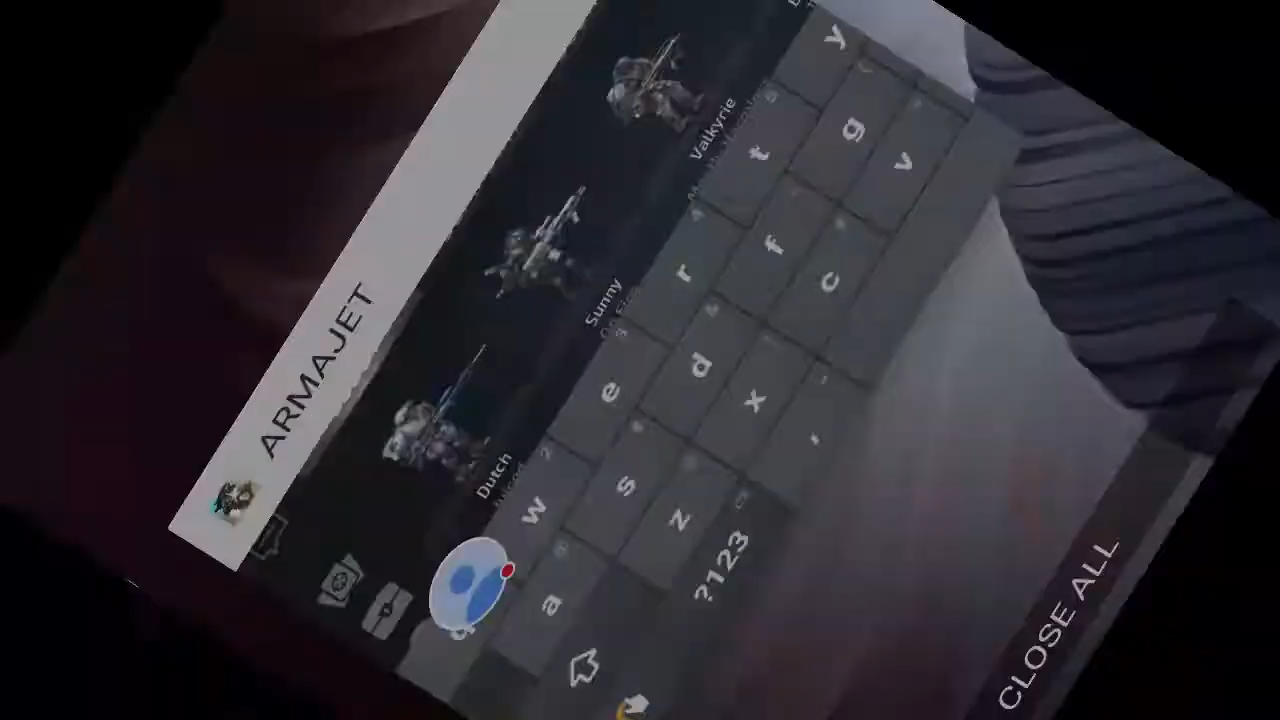 ARMAJET
Dutch
Sunny
Valkyrie
w e r t y
a s d f g
z x c v
?123 ,
CLOSE ALL